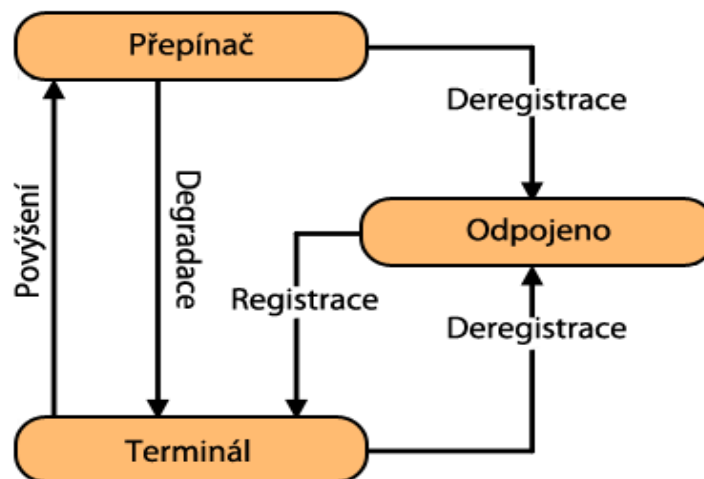 Přepínač
Deregistrace
Povýšení
Degradace
Odpojeno
Registrace
Deregistrace
Terminál